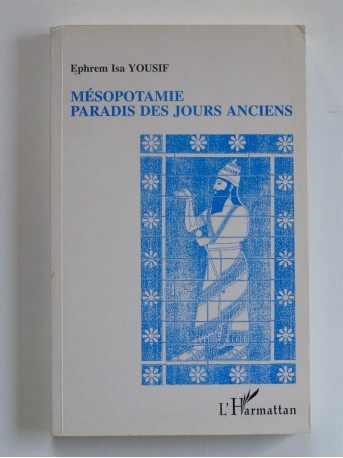 Ephrem Isa YOUSIF
MÉSOPOTAMIE
PARADIS DES JOURS ANCIENS
L'Harmattan